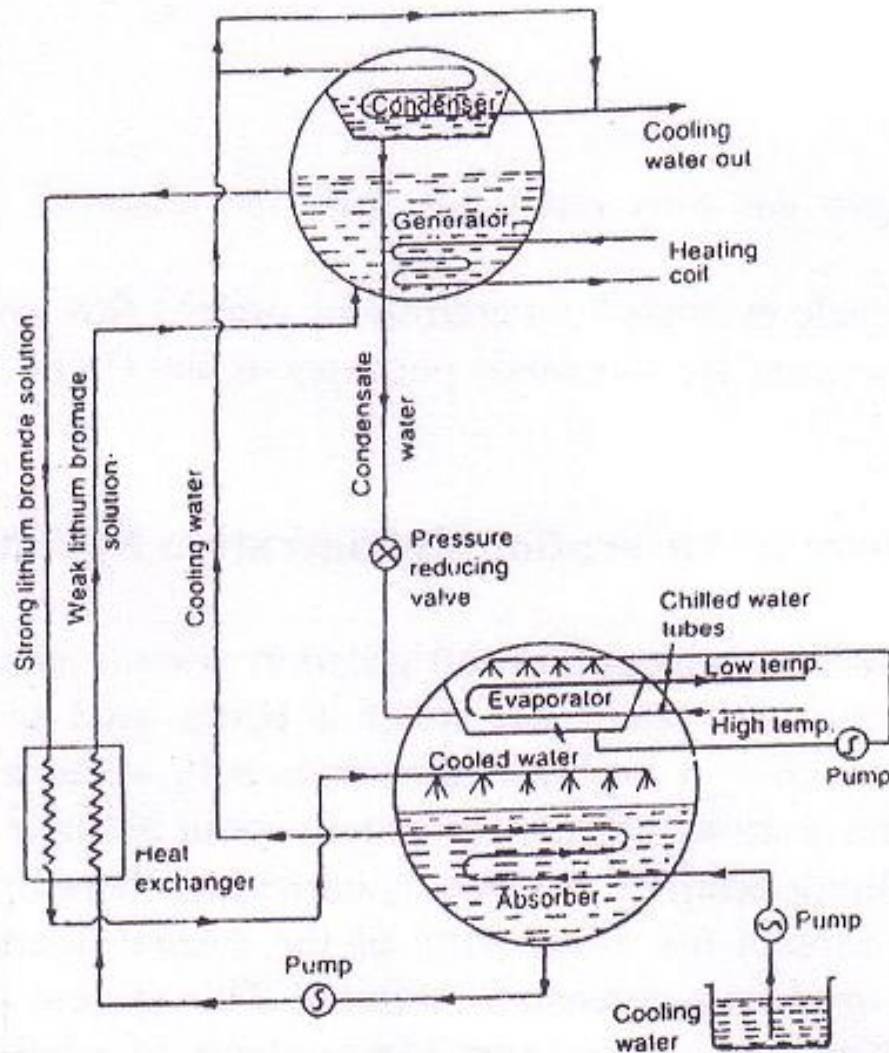 Condenser
Cooling
water out
Generator
Heating
coil
Strong lithium bromide solution
Weak lithium bromide
solution.
Cooling water
Condensate
water
Pressure
reducing
valve
Chilled water
tubes
Low temp.
Evaporator
High temp.
Cooled water
Pump
Heat
exchanger
Absorber
Pump
Pump
Cooling
water